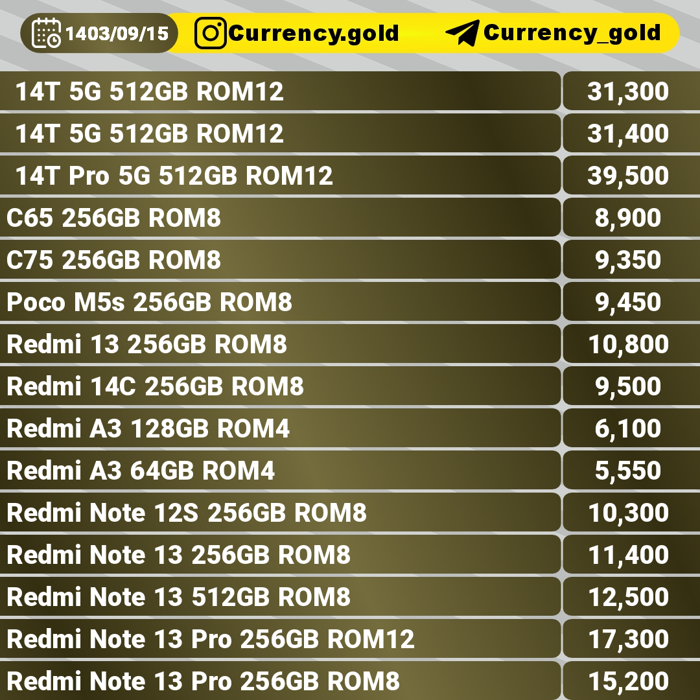 1403/09/15 Currency.gold Currency_gold
14T 5G 512GB ROM12 31,300
14T 5G 512GB ROM12 31,400
14T Pro 5G 512GB ROM12 39,500
C65 256GB ROM8 8,900
C75 256GB ROM8 9,350
Poco M5s 256GB ROM8 9,450
Redmi 13 256GB ROM8 10,800
Redmi 14C 256GB ROM8 9,500
Redmi A3 128GB ROM4 6,100
Redmi A3 64GB ROM4 5,550
Redmi Note 12S 256GB ROM8 10,300
Redmi Note 13 256GB ROM8 11,400
Redmi Note 13 512GB ROM8 12,500
Redmi Note 13 Pro 256GB ROM12 17,300
Redmi Note 13 Pro 256GB ROM8 15,200